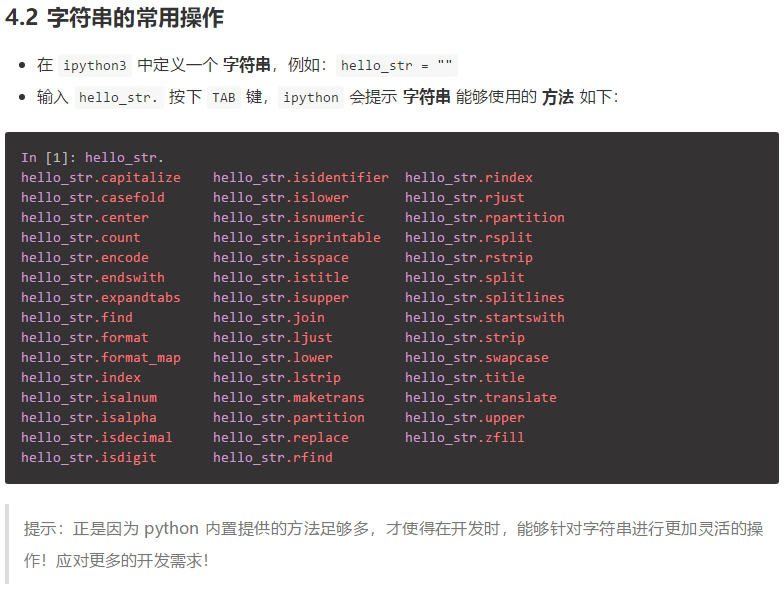 4.2 字符串的常用操作
在 ipython3 中定义一个 字符串，例如：hello_str = ""
输入 hello_str. 按下 TAB 键，ipython 会提示 字符串 能够使用的 方法 如下：
In [1]: hello_str.
hello_str.capitalize    hello_str.isidentifier  hello_str.rindex
hello_str.casefold      hello_str.islower       hello_str.rjust
hello_str.center        hello_str.isnumeric     hello_str.rpartition
hello_str.count         hello_str.isprintable   hello_str.rsplit
hello_str.encode        hello_str.isspace       hello_str.rstrip
hello_str.endswith      hello_str.istitle       hello_str.split
hello_str.expandtabs    hello_str.isupper       hello_str.splitlines
hello_str.find          hello_str.join          hello_str.startswith
hello_str.format        hello_str.ljust         hello_str.strip
hello_str.format_map    hello_str.lower         hello_str.swapcase
hello_str.index         hello_str.lstrip        hello_str.title
hello_str.isalnum       hello_str.maketrans     hello_str.translate
hello_str.isalpha       hello_str.partition     hello_str.upper
hello_str.isdecimal     hello_str.replace       hello_str.zfill
hello_str.isdigit       hello_str.rfind
提示：正是因为 python 内置提供的方法足够多，才使得在开发时，能够针对字符串进行更加灵活的操
作！应对更多的开发需求！